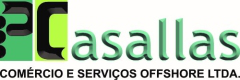 PCasallas
COMÉRCIO E SERVIÇOS OFFSHORE LTDA.